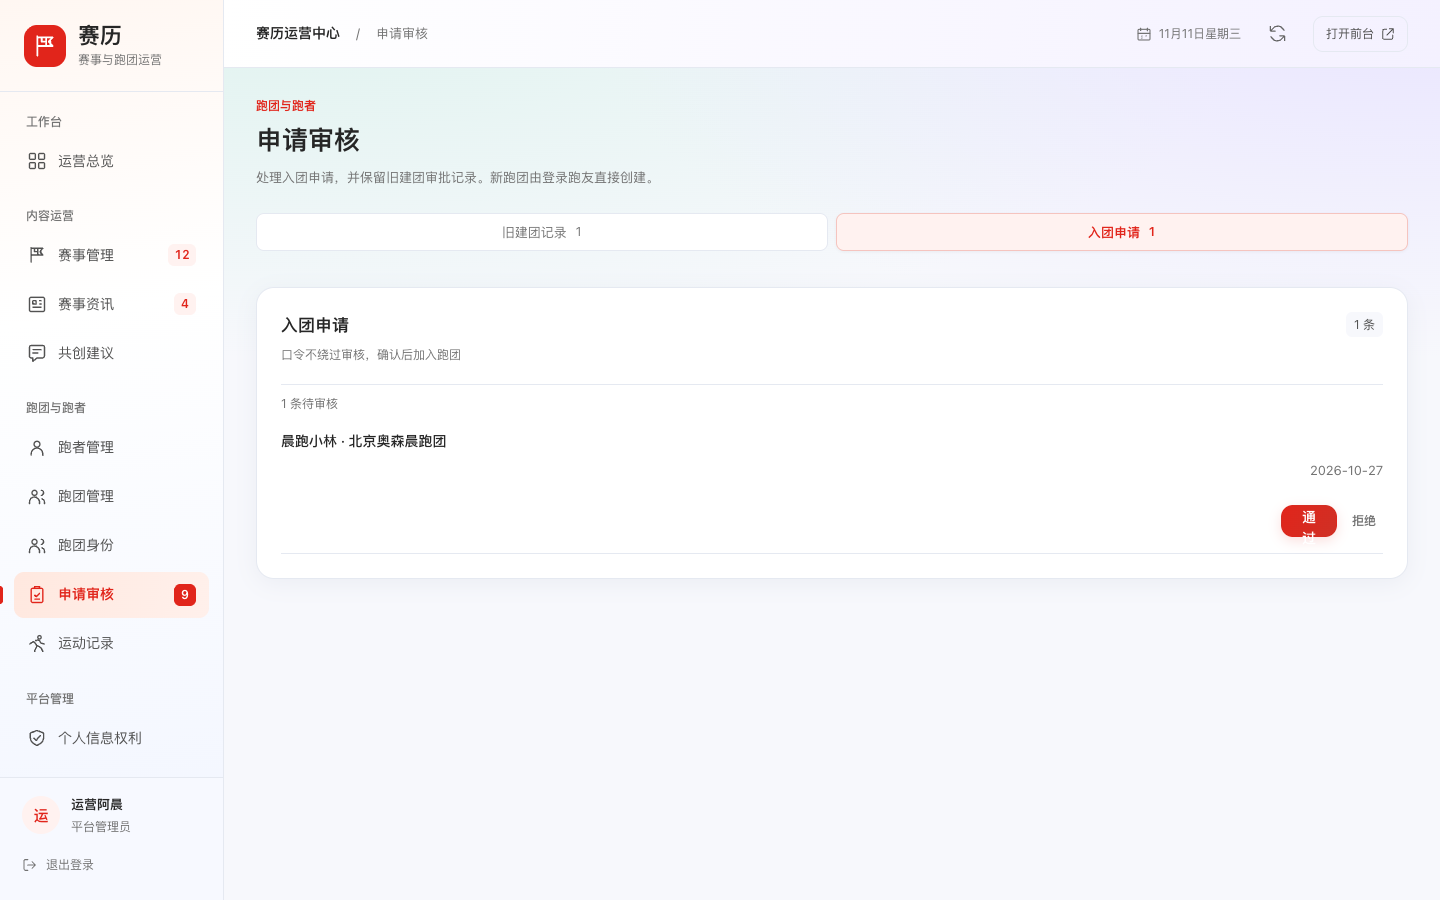 赛历
赛事与跑团运营
工作台
运营总览
内容运营
赛事管理 12
赛事资讯 4
共创建议
跑团与跑者
跑者管理
跑团管理
跑团身份
申请审核 9
运动记录
平台管理
个人信息权利
运 运营阿晨
平台管理员
退出登录
赛历运营中心 / 申请审核
11月11日星期三
打开前台
跑团与跑者
申请审核
处理入团申请，并保留旧建团审批记录。新跑团由登录跑友直接创建。
旧建团记录 1
入团申请 1
入团申请
1 条
口令不绕过审核，确认后加入跑团
1 条待审核
晨跑小林 · 北京奥森晨跑团
2026-10-27
通
过
拒绝